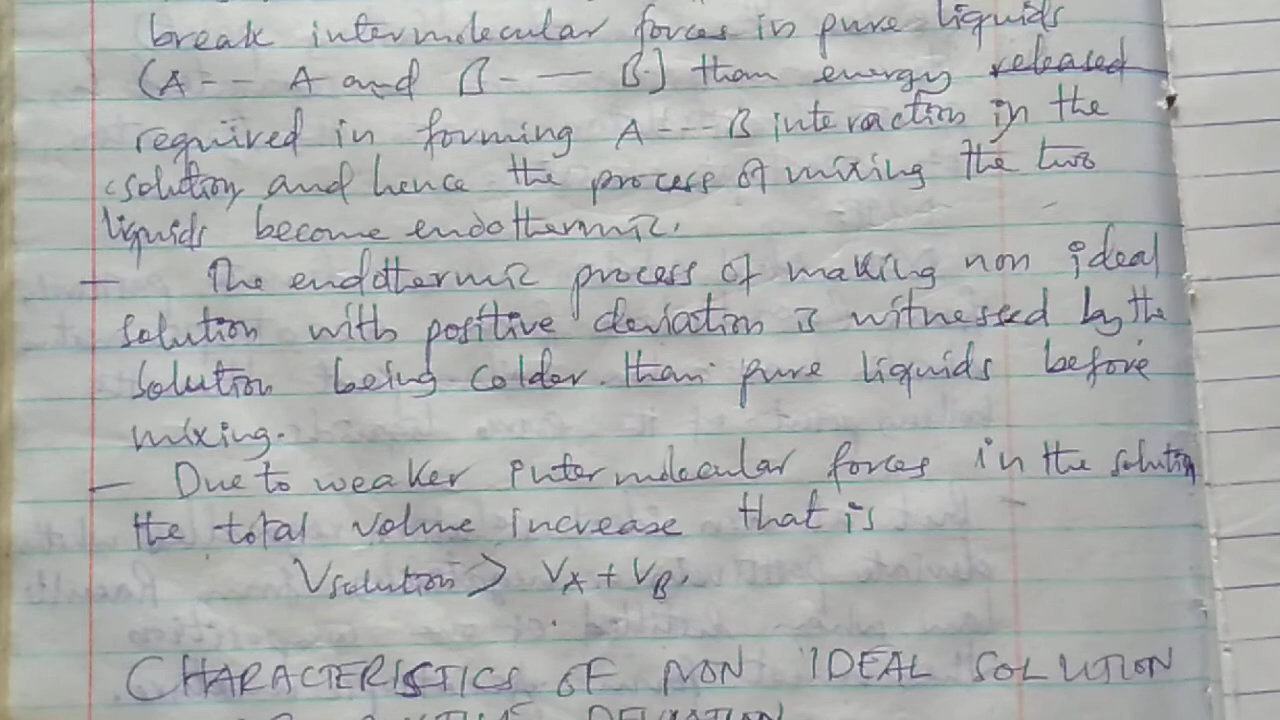 break intermolecular forces in pure liquids
(A-- A and B- — B-) than energy released
required in forming A---B interaction in the
solution and hence the process of mixing the two
liquids become endothermic.
— The endothermic process of making non ideal
solution with positive deviation is witnessed by the
solution being colder than pure liquids before
mixing.
— Due to weaker intermolecular forces in the solution
the total volume increase that is
Vsolution > VA + VB.
CHARACTERISTICS OF NON IDEAL SOLUTION
DEVIATION